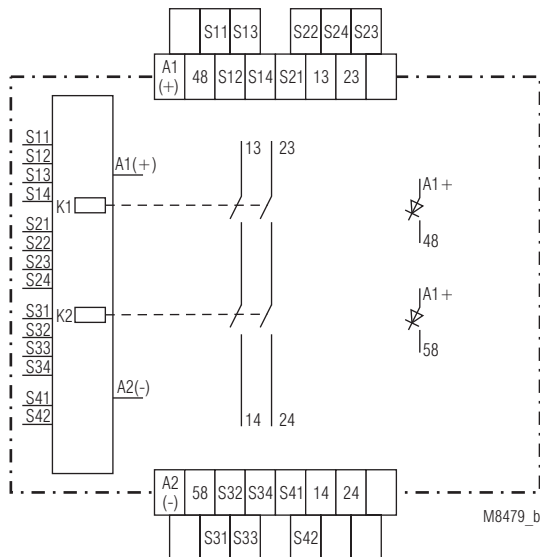 S11 S13 S22 S24 S23
A1 (+) 48 S12 S14 S21 13 23
S11
S12
S13
S14
S21
S22
S23
S24
S31
S32
S33
S34
S41
S42
K1
K2
A1(+)
A2(-)
13 23
14 24
A1+
48
A1+
58
A2 (-) 58 S32 S34 S41 14 24
S31 S33 S42
M8479_b